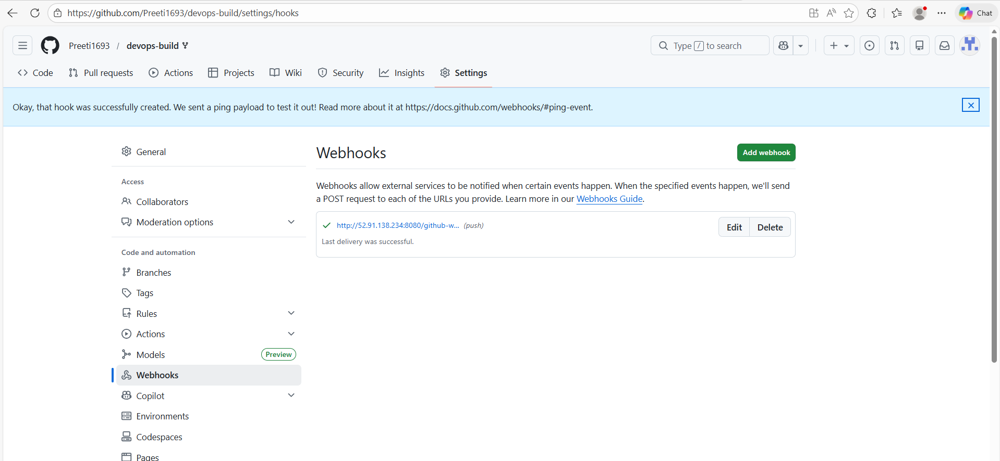 https://github.com/Preeti1693/devops-build/settings/hooks
Chat
Preeti1693 / devops-build
Type / to search
Code
Pull requests
Actions
Projects
Wiki
Security
Insights
Settings
Okay, that hook was successfully created. We sent a ping payload to test it out! Read more about it at https://docs.github.com/webhooks/#ping-event.
General
Access
Collaborators
Moderation options
Code and automation
Branches
Tags
Rules
Actions
Models
Preview
Webhooks
Copilot
Environments
Codespaces
Pages
Webhooks
Add webhook
Webhooks allow external services to be notified when certain events happen. When the specified events happen, we'll send
a POST request to each of the URLs you provide. Learn more in our Webhooks Guide.
http://52.91.138.234:8080/github-w... (push)
Edit
Delete
Last delivery was successful.